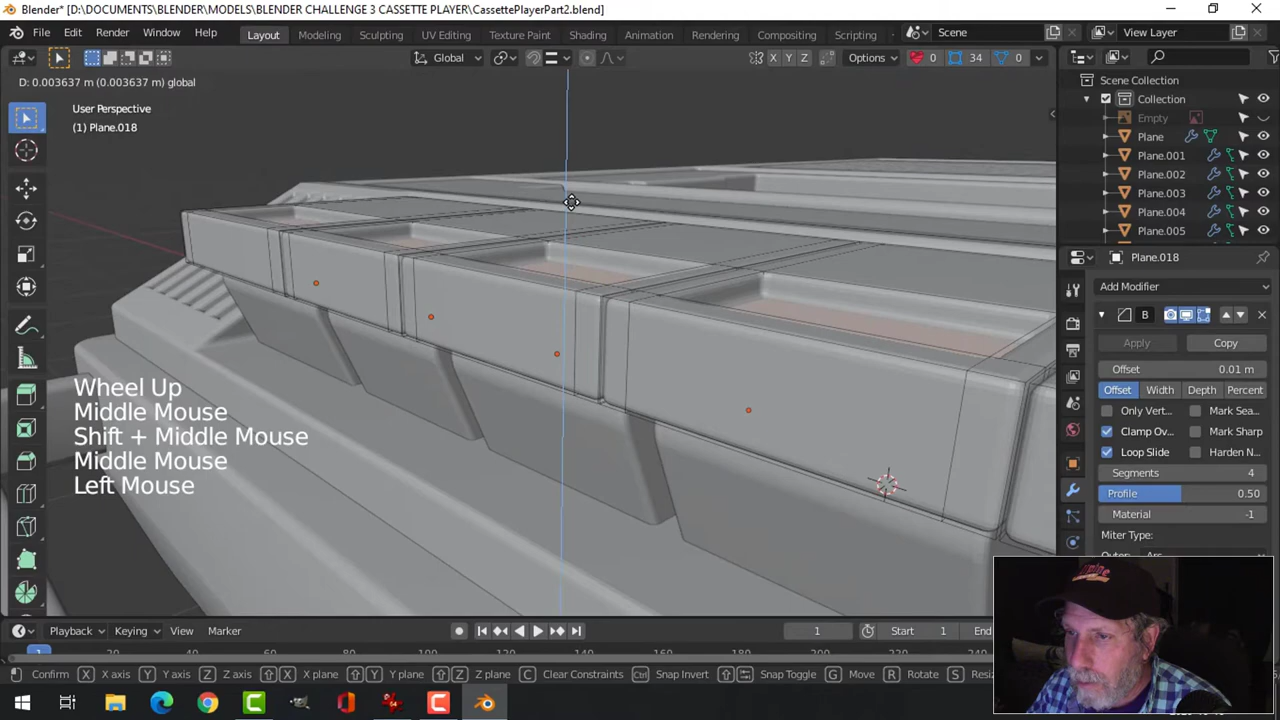 Blender* [D:\DOCUMENTS\BLENDER\MODELS\BLENDER CHALLENGE 3 CASSETTE PLAYER\CassettePlayerPart2.blend]
File Edit Render Window Help Layout Modeling Sculpting UV Editing Texture Paint Shading Animation Rendering Compositing Scripting Scene View Layer
Global X Y Z Options 0 34 0
D: 0.003637 m (0.003637 m) global
User Perspective
(1) Plane.018
Scene Collection
Collection
Empty
Plane
Plane.001
Plane.002
Plane.003
Plane.004
Plane.005
Plane.018
Add Modifier
B
Apply Copy
Offset 0.01 m
Offset Width Depth Percent
Only Vert... Mark Sea...
Clamp Ov... Mark Sharp
Loop Slide Harden N...
Segments 4
Profile 0.50
Material -1
Miter Type:
Wheel Up
Middle Mouse
Shift + Middle Mouse
Middle Mouse
Left Mouse
Playback Keying View Marker 1 Start 1 End
1
Confirm X X axis Y Y axis Z Z axis X X plane Y Y plane Z Z plane C Clear Constraints Snap Invert Snap Toggle G Move R Rotate S